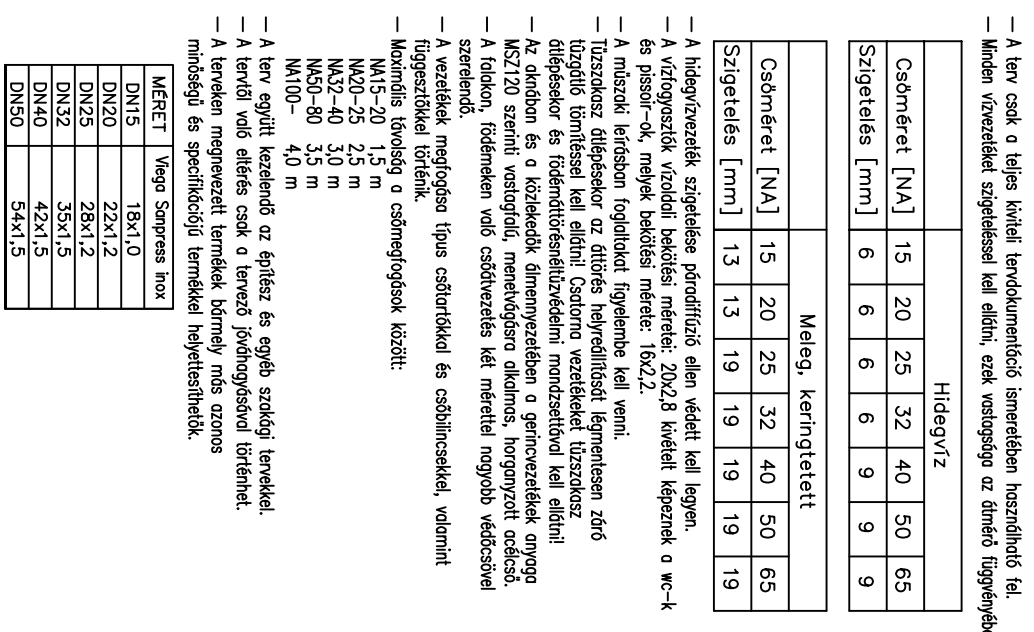 – A terv csak a teljes kiviteli tervdokumentáció ismeretében használható fel.
– Minden vízvezetéket szigeteléssel kell ellátni, ezek vastagsága az átmérő függvényében
Hidegvíz
Csőméret [NA] 15 20 25 32 40 50 65
Szigetelés [mm] 6 6 6 6 9 9 9
Meleg, keringtetett
Csőméret [NA] 15 20 25 32 40 50 65
Szigetelés [mm] 13 13 19 19 19 19 19
– A hidegvízvezeték szigetelése páradiffúzió ellen védett kell legyen.
– A vízfogyasztók vízoldali bekötési méretei: 20x2,8 kivételt képeznek a wc–k
és pissoir–ok, melyek bekötési mérete: 16x2,2.
– A műszaki leírásban foglaltakat figyelembe kell venni.
– Tűzszakasz átlépésekor az áttörés helyreállítását légmentesen záró
tűzgátló tömítéssel kell ellátni! Csatorna vezetékeket tűzszakasz
átlépésekor és födémáttörésnéltűzvédelmi mandzsettával kell ellátni!
– Az aknában és a közlekedők álmennyezetében a gerincvezetékek anyaga
MSZ120 szerinti vastagfalú, menetvágásra alkalmas, horganyzott acélcső.
– A falakon, födémeken való csőátvezetés két mérettel nagyobb védőcsővel
szerelendő.
– A vezetékek megfogása típus csőtartókkal és csőbilincsekkel, valamint
függesztőkkel történik.
– Maximális távolság a csőmegfogások között:
NA15–20 1,5 m
NA20–25 2,5 m
NA32–40 3,0 m
NA50–80 3,5 m
NA100– 4,0 m
– A terv együtt kezelendő az építész és egyéb szakági tervekkel.
– A tervtől való eltérés csak a tervező jóváhagyásával történhet.
– A terveken megnevezett termékek bármely más azonos
minőségű és specifikációjú termékkel helyettesíthetők.
MÉRET Viega Sanpress inox
DN15 18x1,0
DN20 22x1,2
DN25 28x1,2
DN32 35x1,5
DN40 42x1,5
DN50 54x1,5